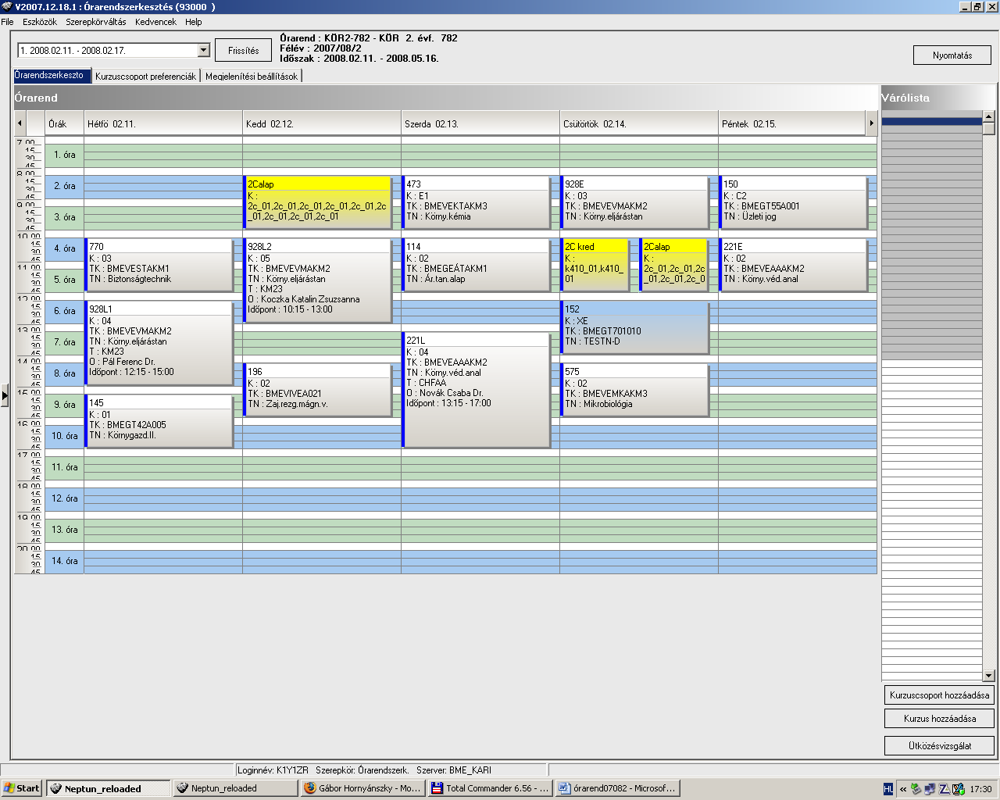 V2007.12.18.1 : Órarendszerkesztés (93000 )
File Eszközök Szerepkörváltás Kedvencek Help
1. 2008.02.11. - 2008.02.17.
Frissítés
Órarend : KÖR2-782 - KÖR 2. évf. 782
Félév : 2007/08/2
Időszak : 2008.02.11. - 2008.05.16.
Nyomtatás
Órarendszerkeszto Kurzuscsoport preferenciák Megjelenítési beállítások
Órarend
Várólista
Órák Hétfő 02.11. Kedd 02.12. Szerda 02.13. Csütörtök 02.14. Péntek 02.15.
1. óra
2. óra
3. óra
4. óra
5. óra
6. óra
7. óra
8. óra
9. óra
10. óra
11. óra
12. óra
13. óra
14. óra
770
K : 03
TK : BMEVESTAKM1
TN : Biztonságtechnik
928L1
K : 04
TK : BMEVEVMAKM2
TN : Körny.eljárástan
T : KM23
O : Pál Ferenc Dr.
Időpont : 12:15 - 15:00
145
K : 01
TK : BMEGT42A005
TN : Környgazd.II.
2Calap
K :
2c_01,2c_01,2c_01,2c_01,2c_01,2c
_01,2c_01,2c_01,2c_01
928L2
K : 05
TK : BMEVEVMAKM2
TN : Körny.eljárástan
T : KM23
O : Koczka Katalin Zsuzsanna
Időpont : 10:15 - 13:00
196
K : 02
TK : BMEVIVEA021
TN : Zaj.rezg.mágn.v.
473
K : E1
TK : BMEVEKTAKM3
TN : Körny.kémia
114
K : 02
TK : BMEGEÁTAKM1
TN : Ár.tan.alap
221L
K : 04
TK : BMEVEAAAKM2
TN : Körny.véd.anal
T : CHFAA
O : Novák Csaba Dr.
Időpont : 13:15 - 17:00
928E
K : 03
TK : BMEVEVMAKM2
TN : Körny.eljárástan
2C kred
K :
k410_01,k410_
01
2Calap
K :
2c_01,2c_01,2c
_01,2c_01,2c_0
152
K : XE
TK : BMEGT701010
TN : TESTN-D
575
K : 02
TK : BMEVEMKAKM3
TN : Mikrobiológia
150
K : C2
TK : BMEGT55A001
TN : Üzleti jog
221E
K : 02
TK : BMEVEAAAKM2
TN : Körny.véd.anal
Kurzuscsoport hozzáadása
Kurzus hozzáadása
Ütközésvizsgálat
Loginnév: K1Y1ZR Szerepkör: Órarendszerk. Szerver: BME_KARI
Start Neptun_reloaded Neptun_reloaded Gábor Hornyánszky - Mo... Total Commander 6.56 - ... órarend07082 - Microsof... HU « 17:30